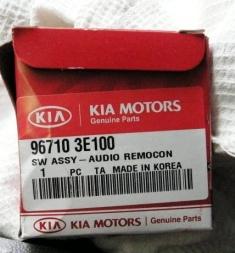 KIA
KIA
KIA MOTORS
Genuine Parts
96710 3E100
SW ASSY-AUDIO REMOCON
1 PC TA MADE IN KOREA
KIA
KIA MOTORS
Genuine Parts